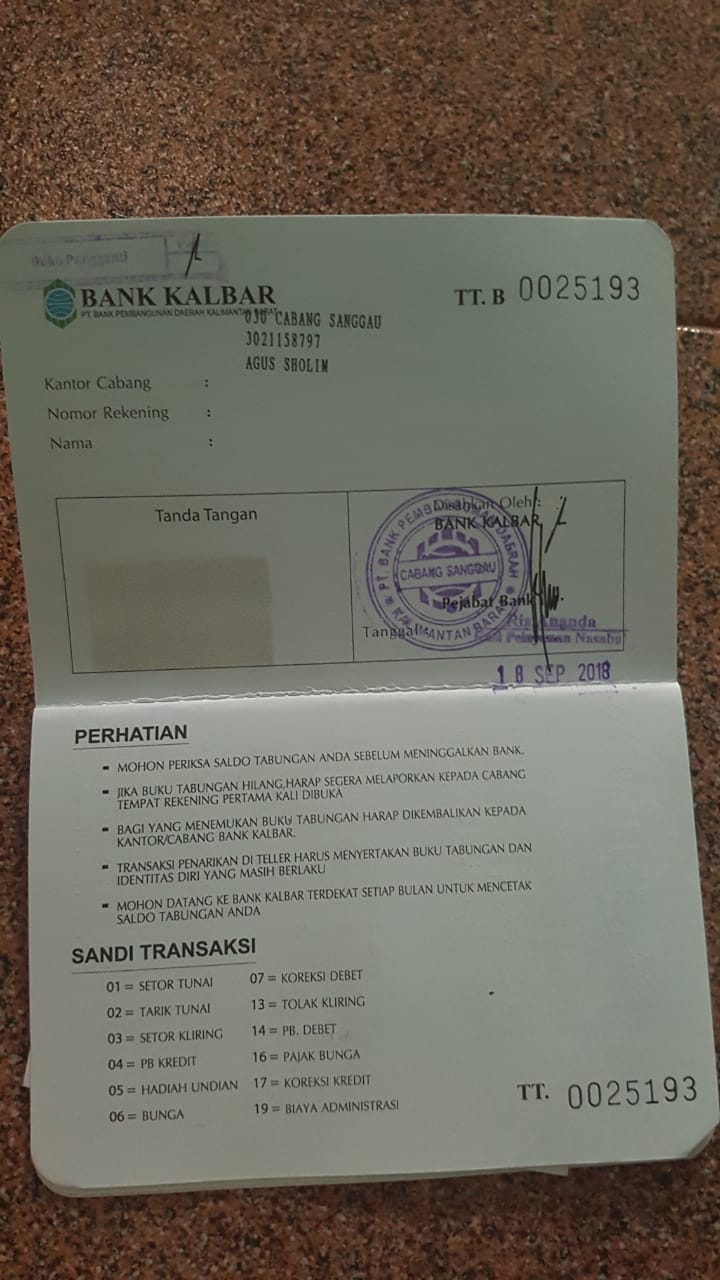 Buku Pengganti
BANK KALBAR
PT. BANK PEMBANGUNAN DAERAH KALIMANTAN BARAT
TT. B 0025193
030 CABANG SANGGAU
3021158797
AGUS SHOLIM
Kantor Cabang :
Nomor Rekening :
Nama :
Tanda Tangan
Disahkan Oleh :
BANK KALBAR
PT. BANK PEMBANGUNAN DAERAH
CABANG SANGGAU
KALIMANTAN BARAT
Pejabat Bank
Ananda
Tanggal
Pelayanan Nasabah
18 SEP 2018
PERHATIAN
- MOHON PERIKSA SALDO TABUNGAN ANDA SEBELUM MENINGGALKAN BANK.
- JIKA BUKU TABUNGAN HILANG,HARAP SEGERA MELAPORKAN KEPADA CABANG
TEMPAT REKENING PERTAMA KALI DIBUKA
- BAGI YANG MENEMUKAN BUKU TABUNGAN HARAP DIKEMBALIKAN KEPADA
KANTOR/CABANG BANK KALBAR.
- TRANSAKSI PENARIKAN DI TELLER HARUS MENYERTAKAN BUKU TABUNGAN DAN
IDENTITAS DIRI YANG MASIH BERLAKU
- MOHON DATANG KE BANK KALBAR TERDEKAT SETIAP BULAN UNTUK MENCETAK
SALDO TABUNGAN ANDA
SANDI TRANSAKSI
01 = SETOR TUNAI
02 = TARIK TUNAI
03 = SETOR KLIRING
04 = PB KREDIT
05 = HADIAH UNDIAN
06 = BUNGA
07 = KOREKSI DEBET
13 = TOLAK KLIRING
14 = PB. DEBET
16 = PAJAK BUNGA
17 = KOREKSI KREDIT
19 = BIAYA ADMINISTRASI
TT. 0025193